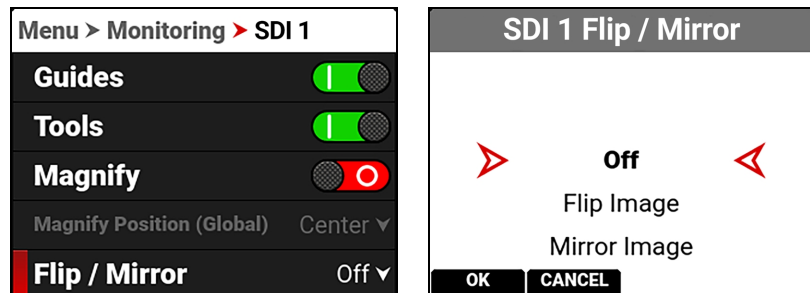 Menu > Monitoring > SDI 1
Guides
Tools
Magnify
Magnify Position (Global) Center
Flip / Mirror Off
SDI 1 Flip / Mirror
Off
Flip Image
Mirror Image
OK CANCEL